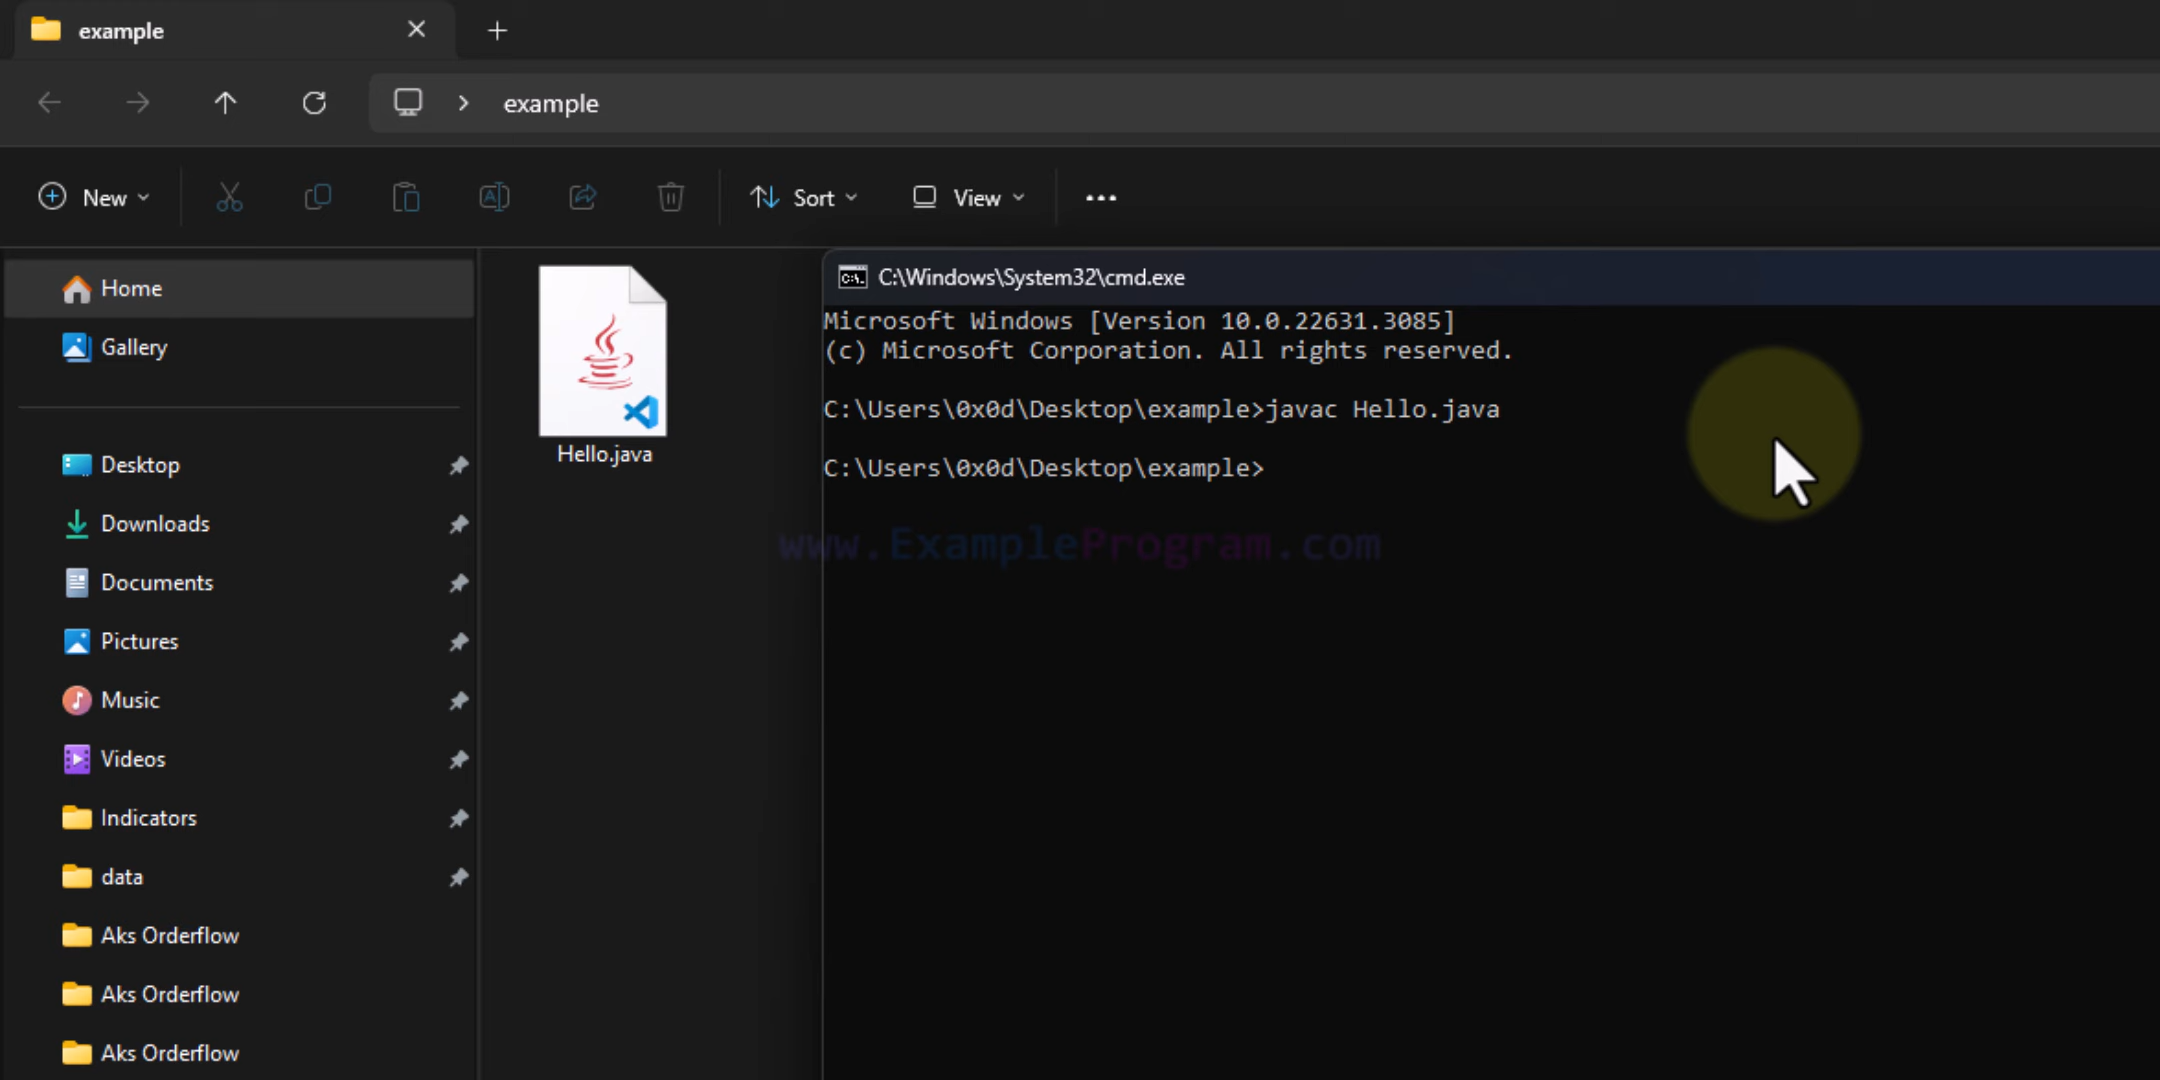 example
example
New
Sort
View
Home
Gallery
Desktop
Downloads
Documents
Pictures
Music
Videos
Indicators
data
Aks Orderflow
Aks Orderflow
Aks Orderflow
Hello.java
C:\Windows\System32\cmd.exe
Microsoft Windows [Version 10.0.22631.3085]
(c) Microsoft Corporation. All rights reserved.
C:\Users\0x0d\Desktop\example>javac Hello.java
C:\Users\0x0d\Desktop\example>
www.ExampleProgram.com